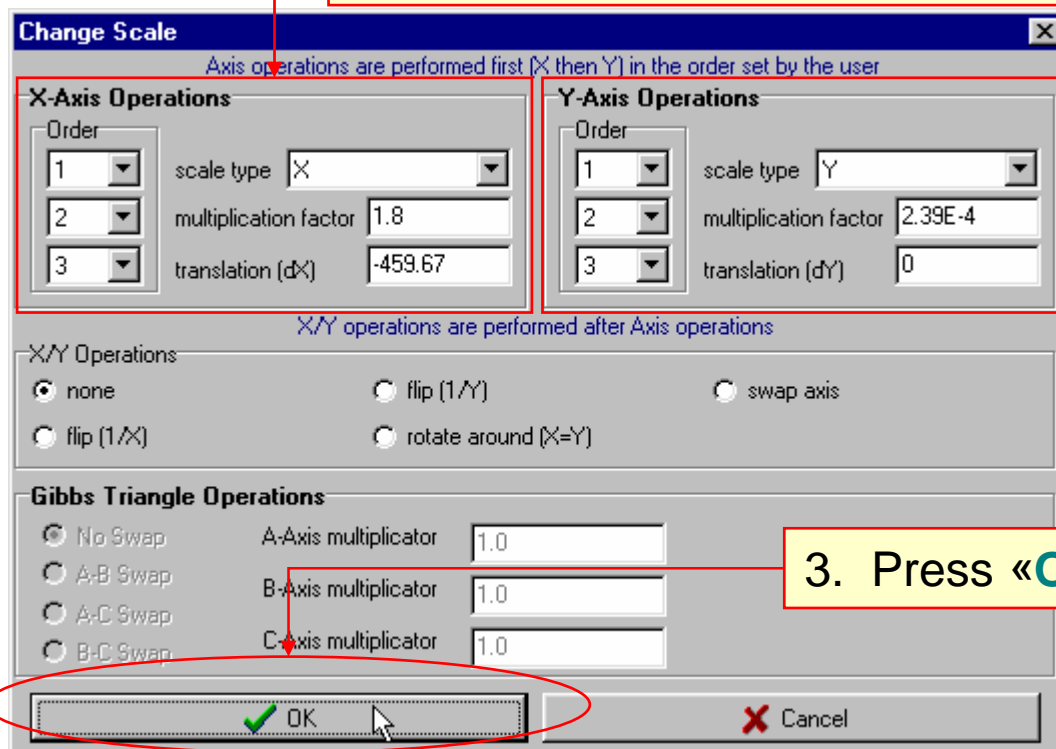 Change Scale
Axis operations are performed first (X then Y) in the order set by the user
X-Axis Operations
Order
1 scale type X
2 multiplication factor 1.8
3 translation (dX) -459.67
Y-Axis Operations
Order
1 scale type Y
2 multiplication factor 2.39E-4
3 translation (dY) 0
X/Y operations are performed after Axis operations
X/Y Operations
none flip (1/Y) swap axis
flip (1/X) rotate around (X=Y)
Gibbs Triangle Operations
No Swap A-Axis multiplicator 1.0
A-B Swap B-Axis multiplicator 1.0
A-C Swap
B-C Swap C-Axis multiplicator 1.0
3. Press «
OK Cancel